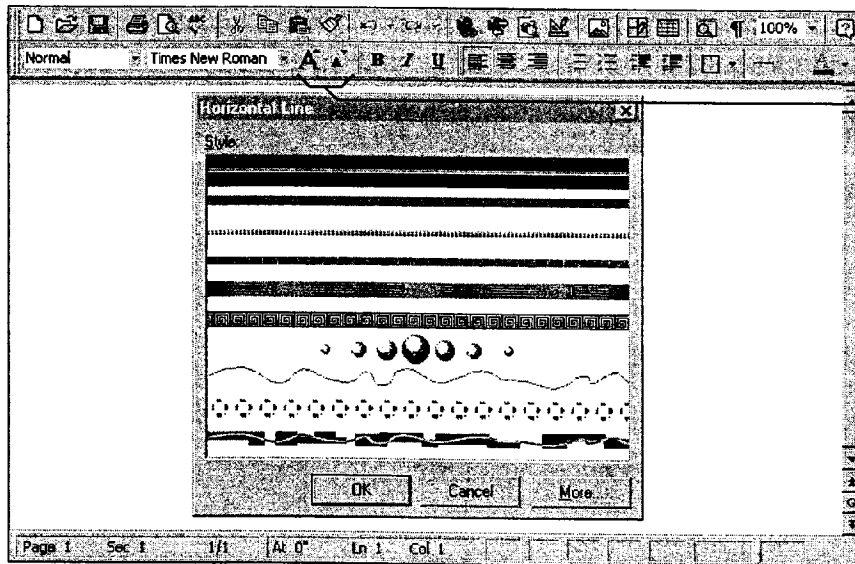 ABC ¶ 100%
Normal Times New Roman A A B I U A
Horizontal Line
Style:
OK Cancel More...
Page 1 Sec 1 1/1 At 0" Ln 1 Col 1